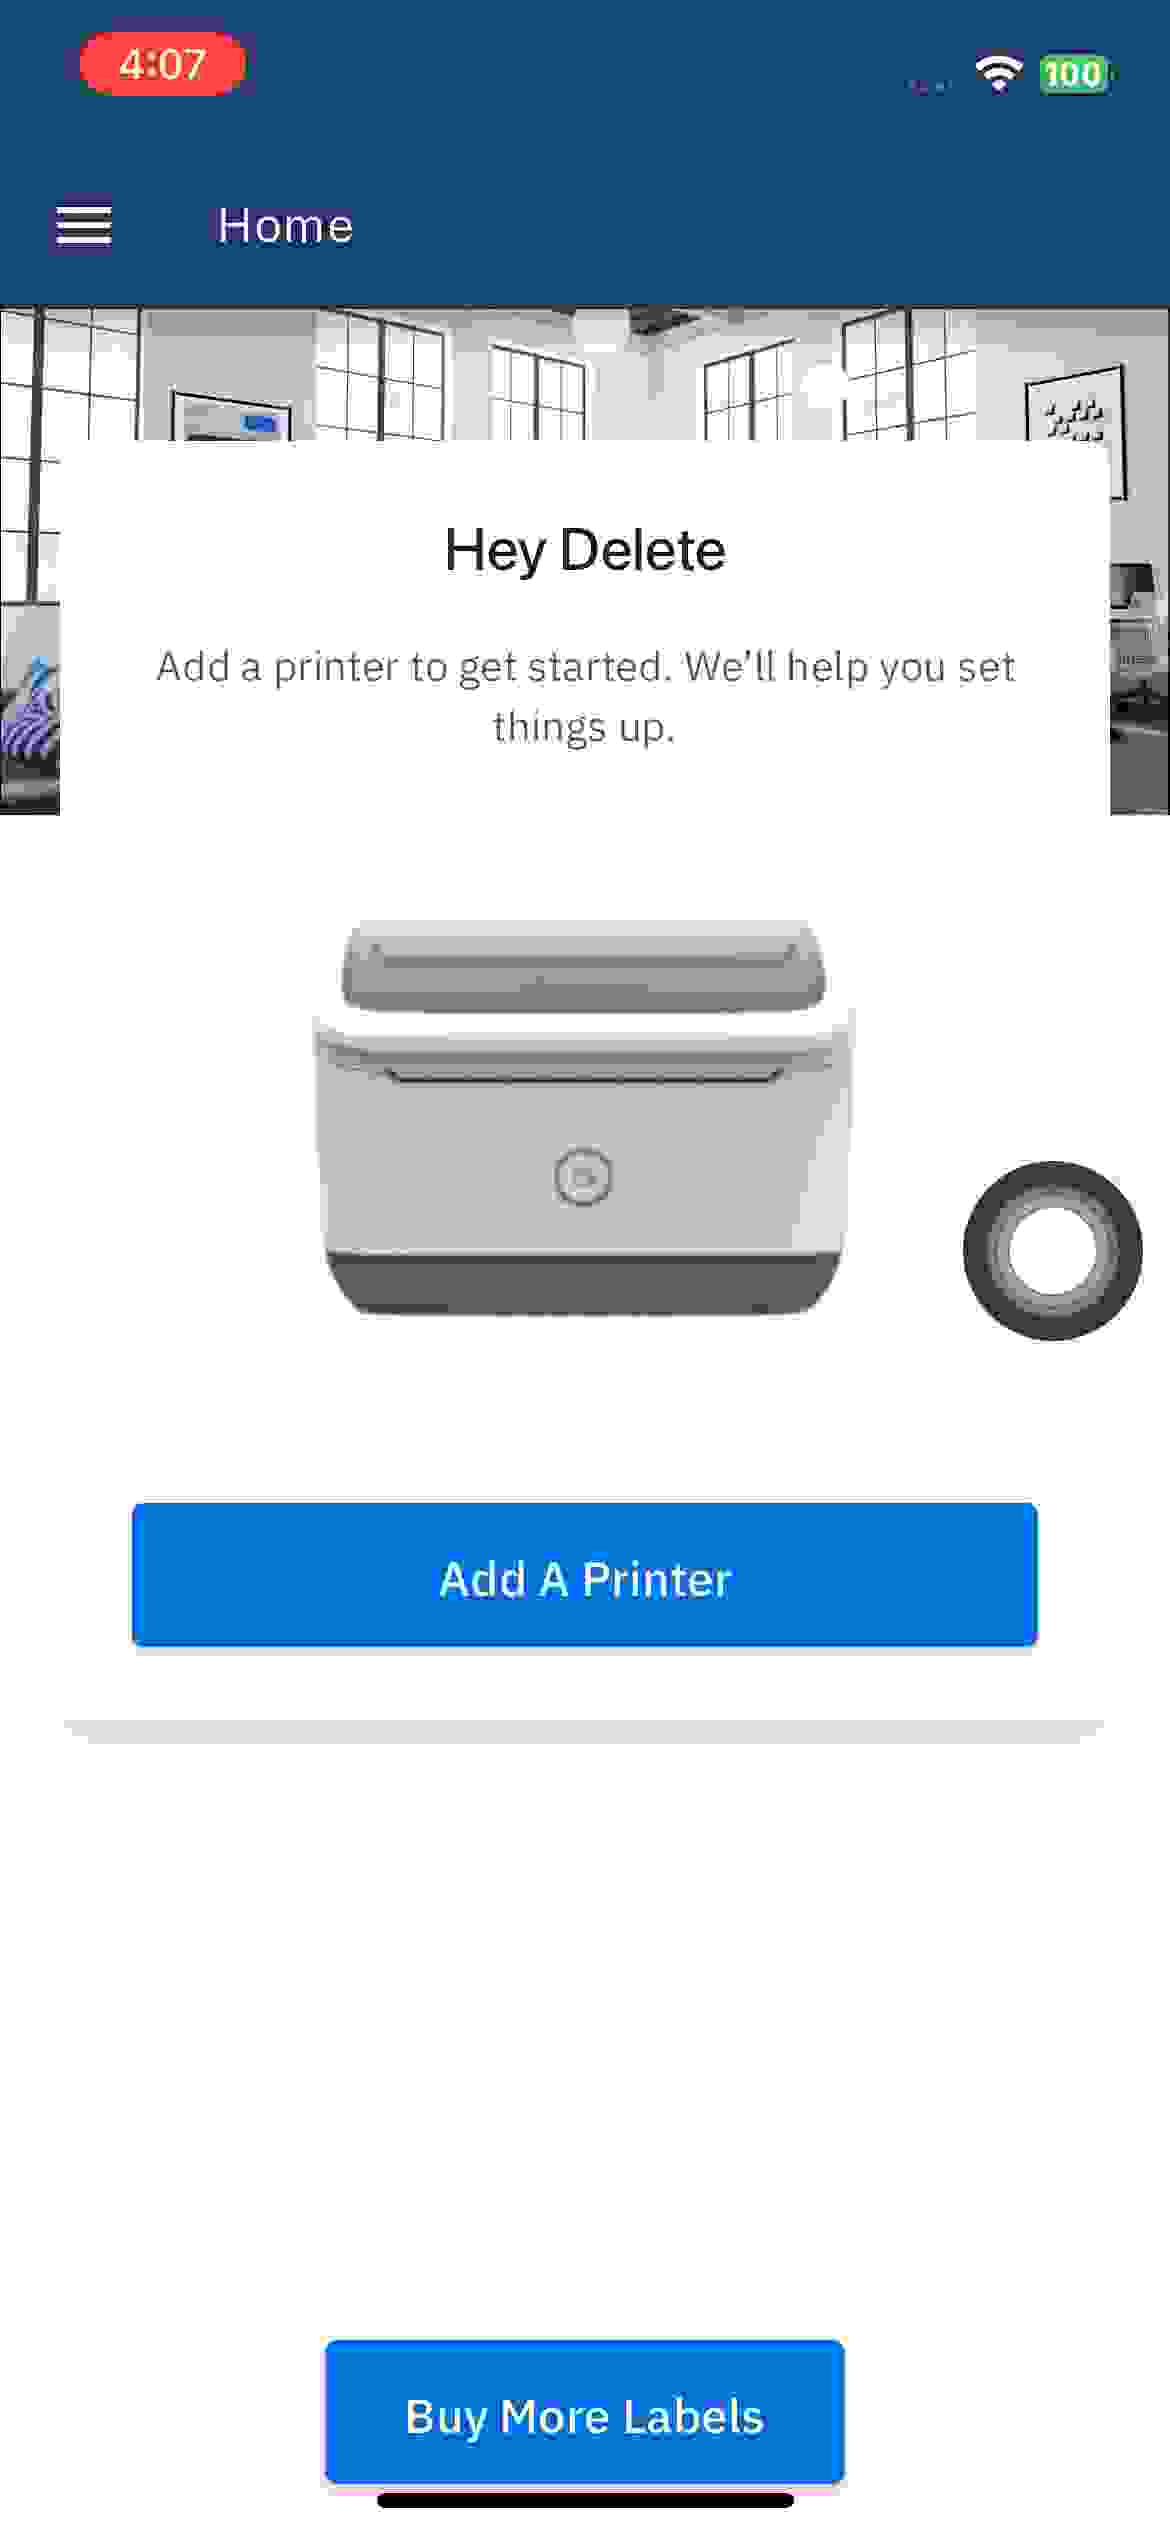 4:07
100
Home
Hey Delete
Add a printer to get started. We'll help you set
things up.
Add A Printer
Buy More Labels